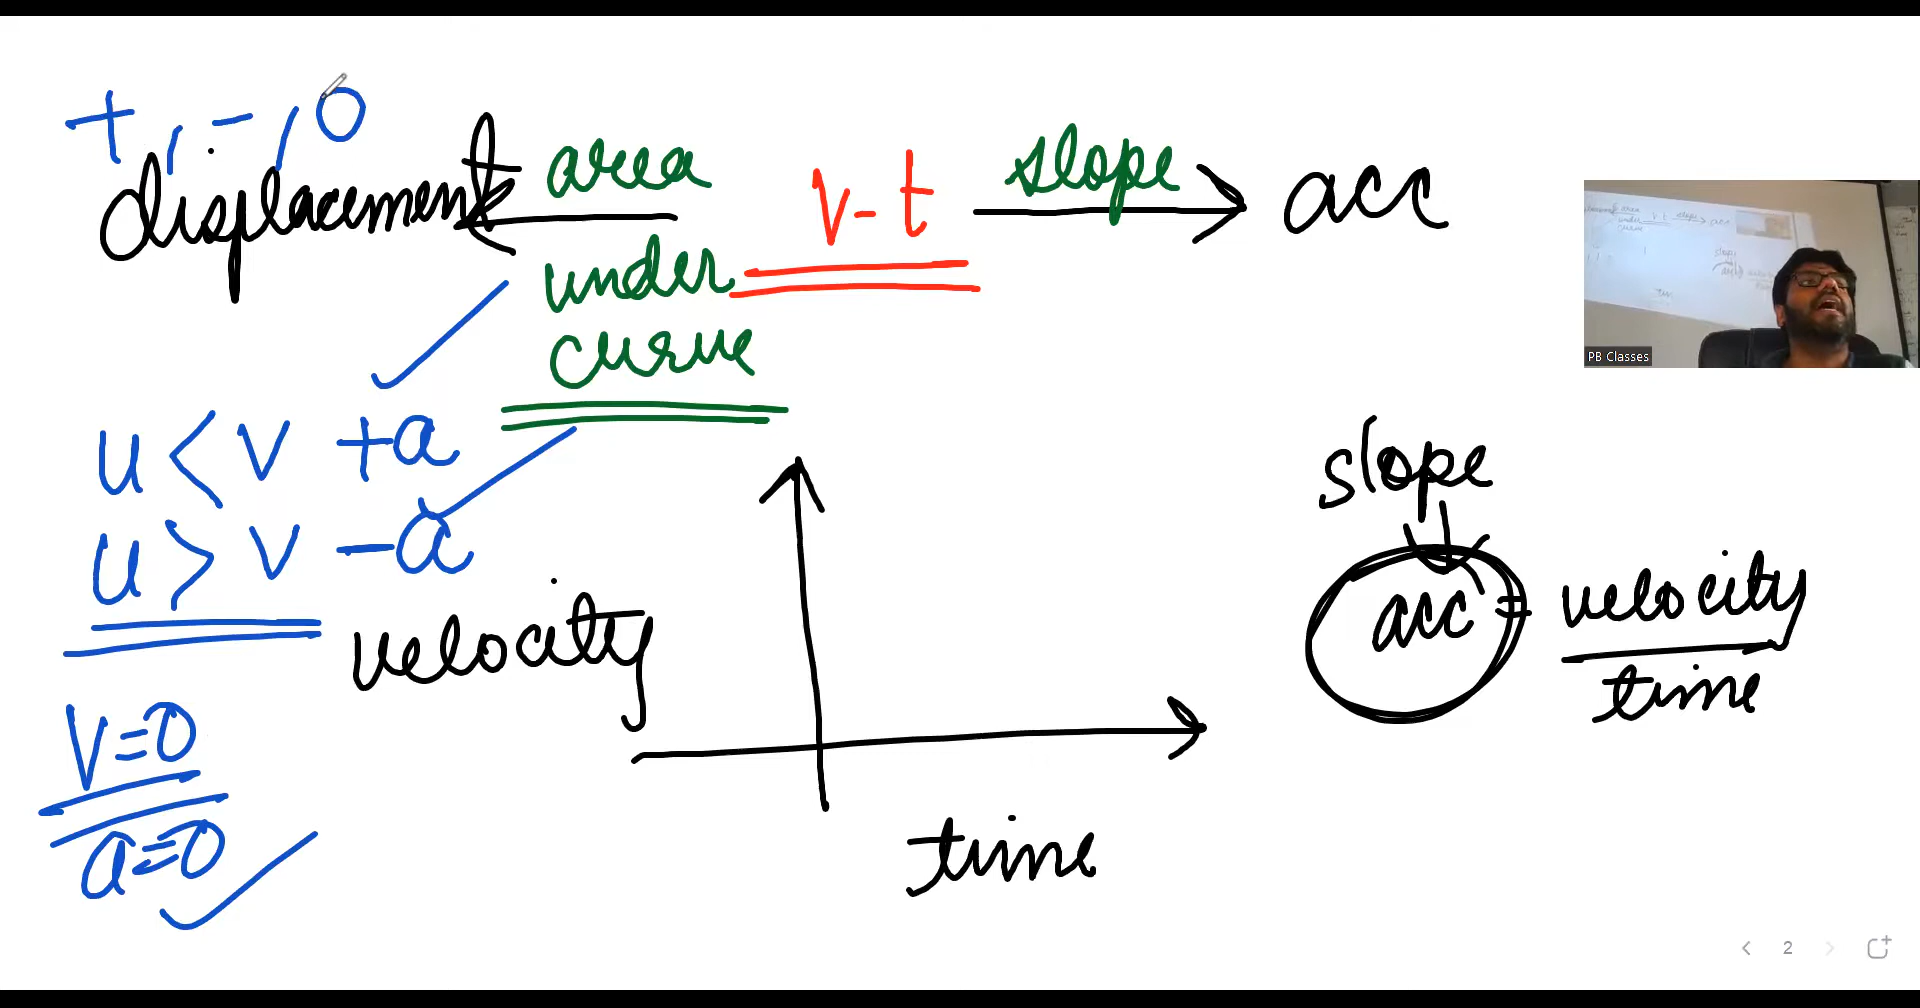 +, -, 0
displacement area under curve v-t slope acc
u < v +a
u > v -a
velocity
v=0
a=0
time
slope
acc = velocity
time
PB Classes
2